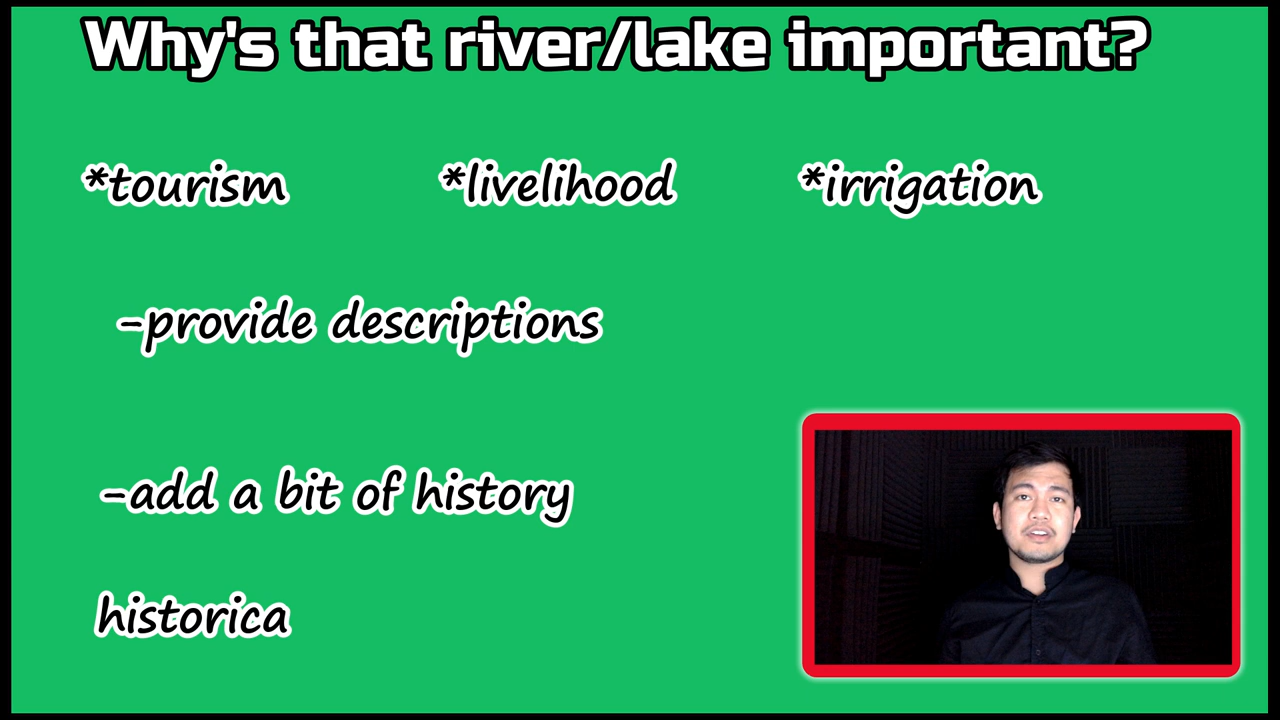 Why's that river/lake important?
*tourism *livelihood *irrigation
-provide descriptions
-add a bit of history
historica